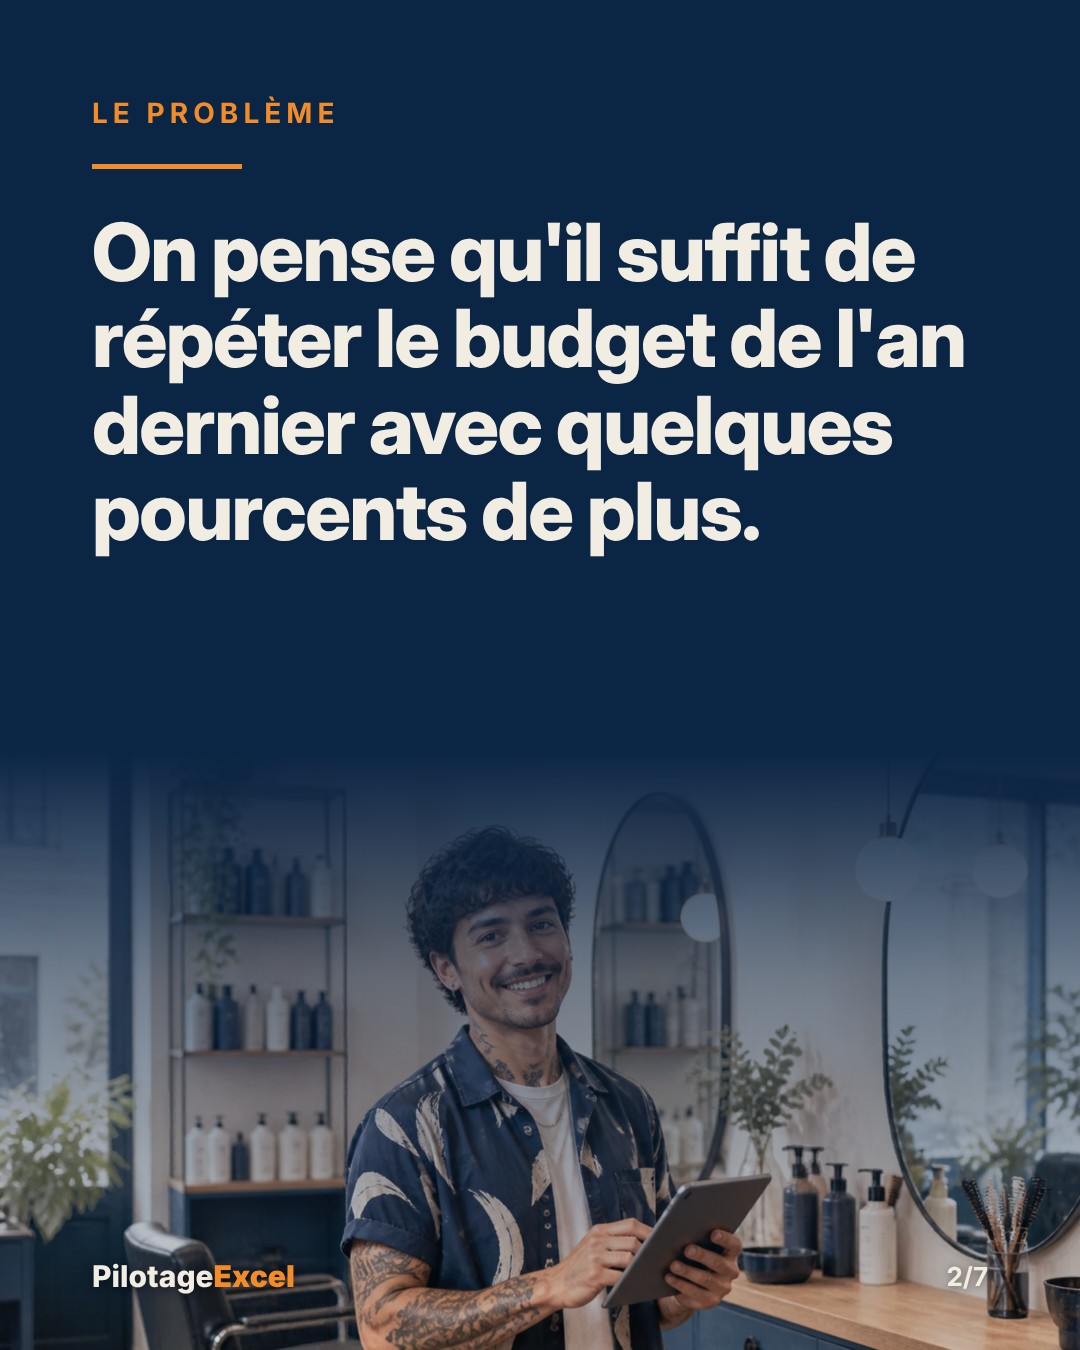 LE PROBLÈME
On pense qu'il suffit de
répéter le budget de l'an
dernier avec quelques
pourcents de plus.
PilotageExcel
2/7